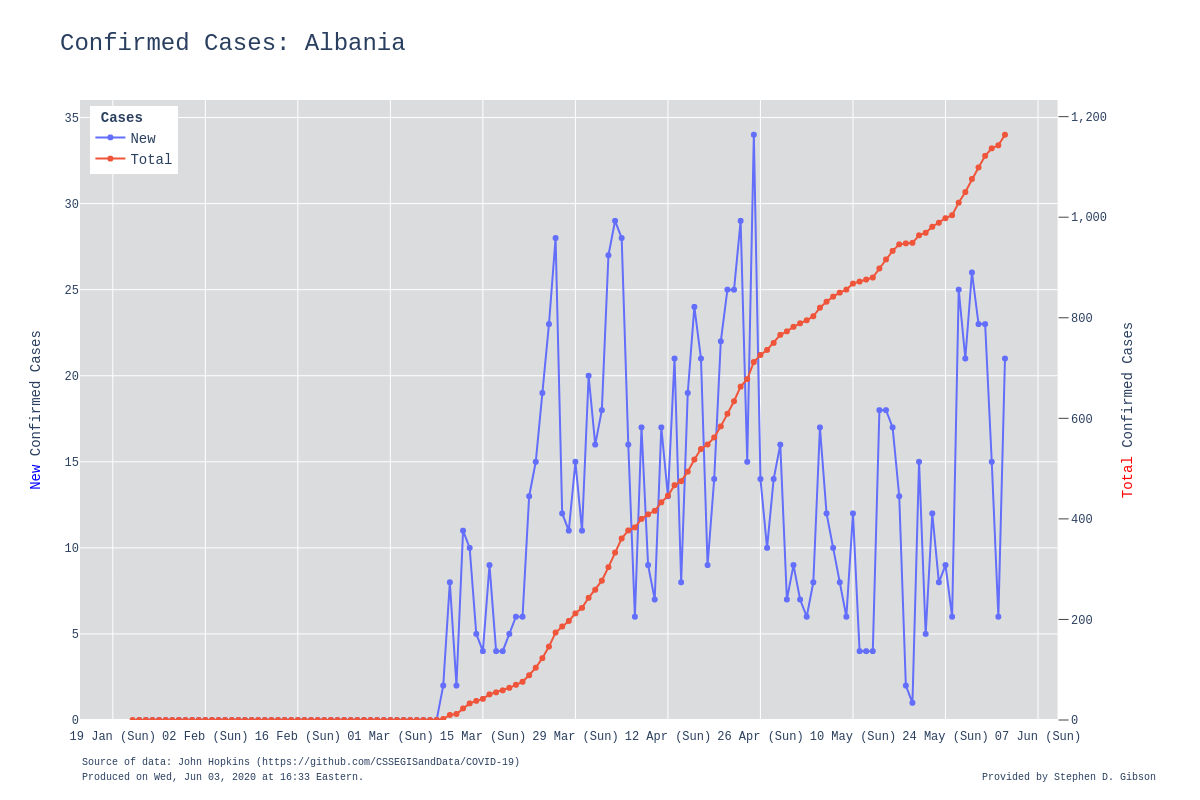 Confirmed Cases: Albania
Cases
New
Total
35
30
25
20
15
10
5
0
New Confirmed Cases
1,200
1,000
800
600
400
200
0
Total Confirmed Cases
19 Jan (Sun) 02 Feb (Sun) 16 Feb (Sun) 01 Mar (Sun) 15 Mar (Sun) 29 Mar (Sun) 12 Apr (Sun) 26 Apr (Sun) 10 May (Sun) 24 May (Sun) 07 Jun (Sun)
Source of data: John Hopkins (https://github.com/CSSEGISandData/COVID-19)
Produced on Wed, Jun 03, 2020 at 16:33 Eastern.
Provided by Stephen D. Gibson